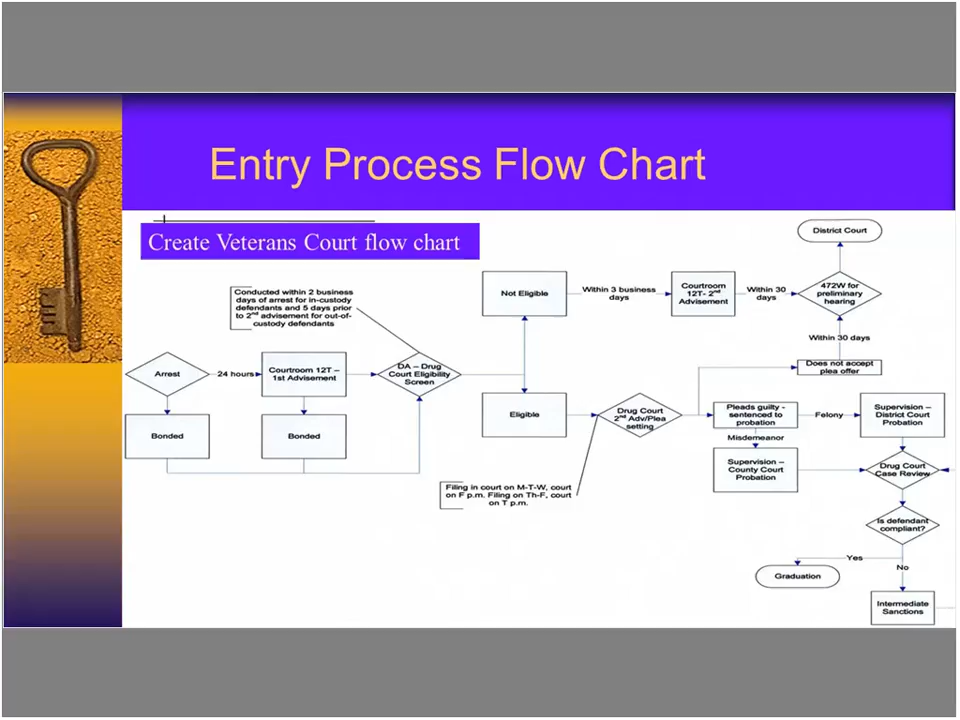 Entry Process Flow Chart
Create Veterans Court flow chart
District Court
Conducted within 2 business
days of arrest for in-custody
defendants and 5 days prior
to 2nd advisement for out-of-
custody defendants
Not Eligible
Within 3 business
days
Courtroom
12T- 2nd
Advisement
Within 30
days
472W for
preliminary
hearing
Within 30 days
Does not accept
plea offer
Arrest
24 hours
Courtroom 12T –
1st Advisement
DA – Drug
Court Eligibility
Screen
Bonded
Bonded
Eligible
Drug Court
2nd Adv/Plea
setting
Pleads guilty -
sentenced to
probation
Felony
Supervision –
District Court
Probation
Misdemeanor
Supervision –
County Court
Probation
Drug Court
Case Review
Filing in court on M-T-W, court
on F p.m. Filing on Th-F, court
on T p.m.
Is defendant
compliant?
Yes
No
Graduation
Intermediate
Sanctions